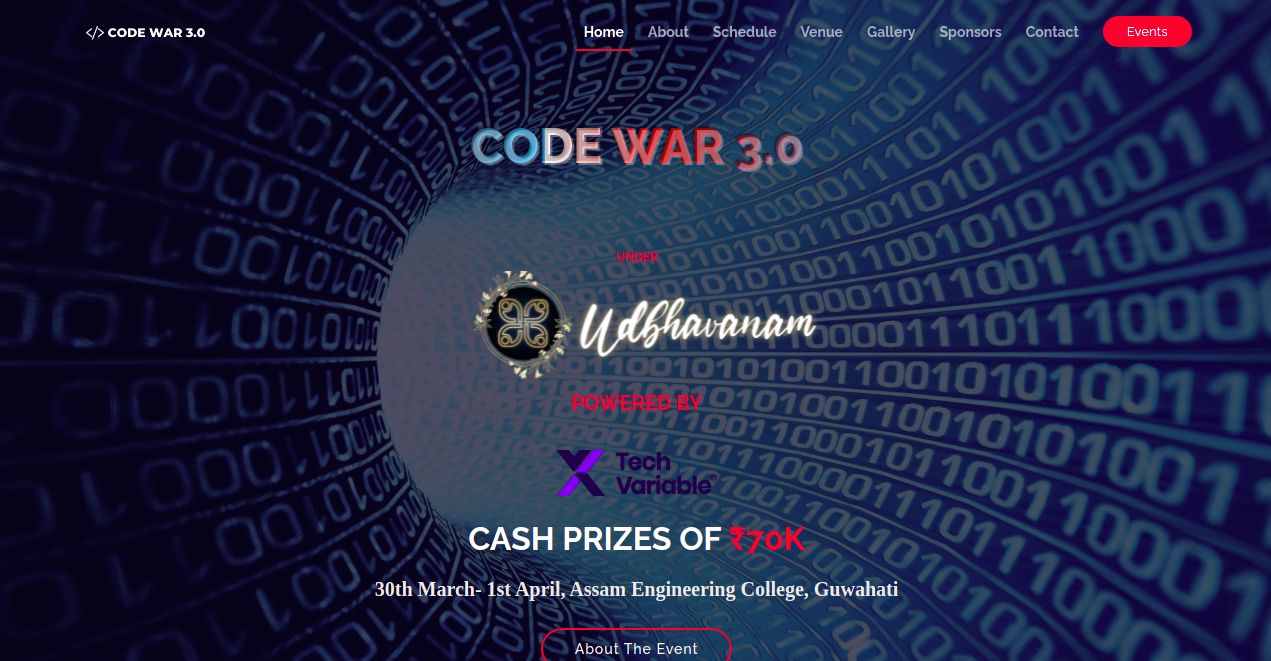 </> CODE WAR 3.0
Home About Schedule Venue Gallery Sponsors Contact Events
CODE WAR 3.0
UNDER
Udbhavanam
POWERED BY
Tech
Variable®
CASH PRIZES OF ₹70K
30th March- 1st April, Assam Engineering College, Guwahati
About The Event